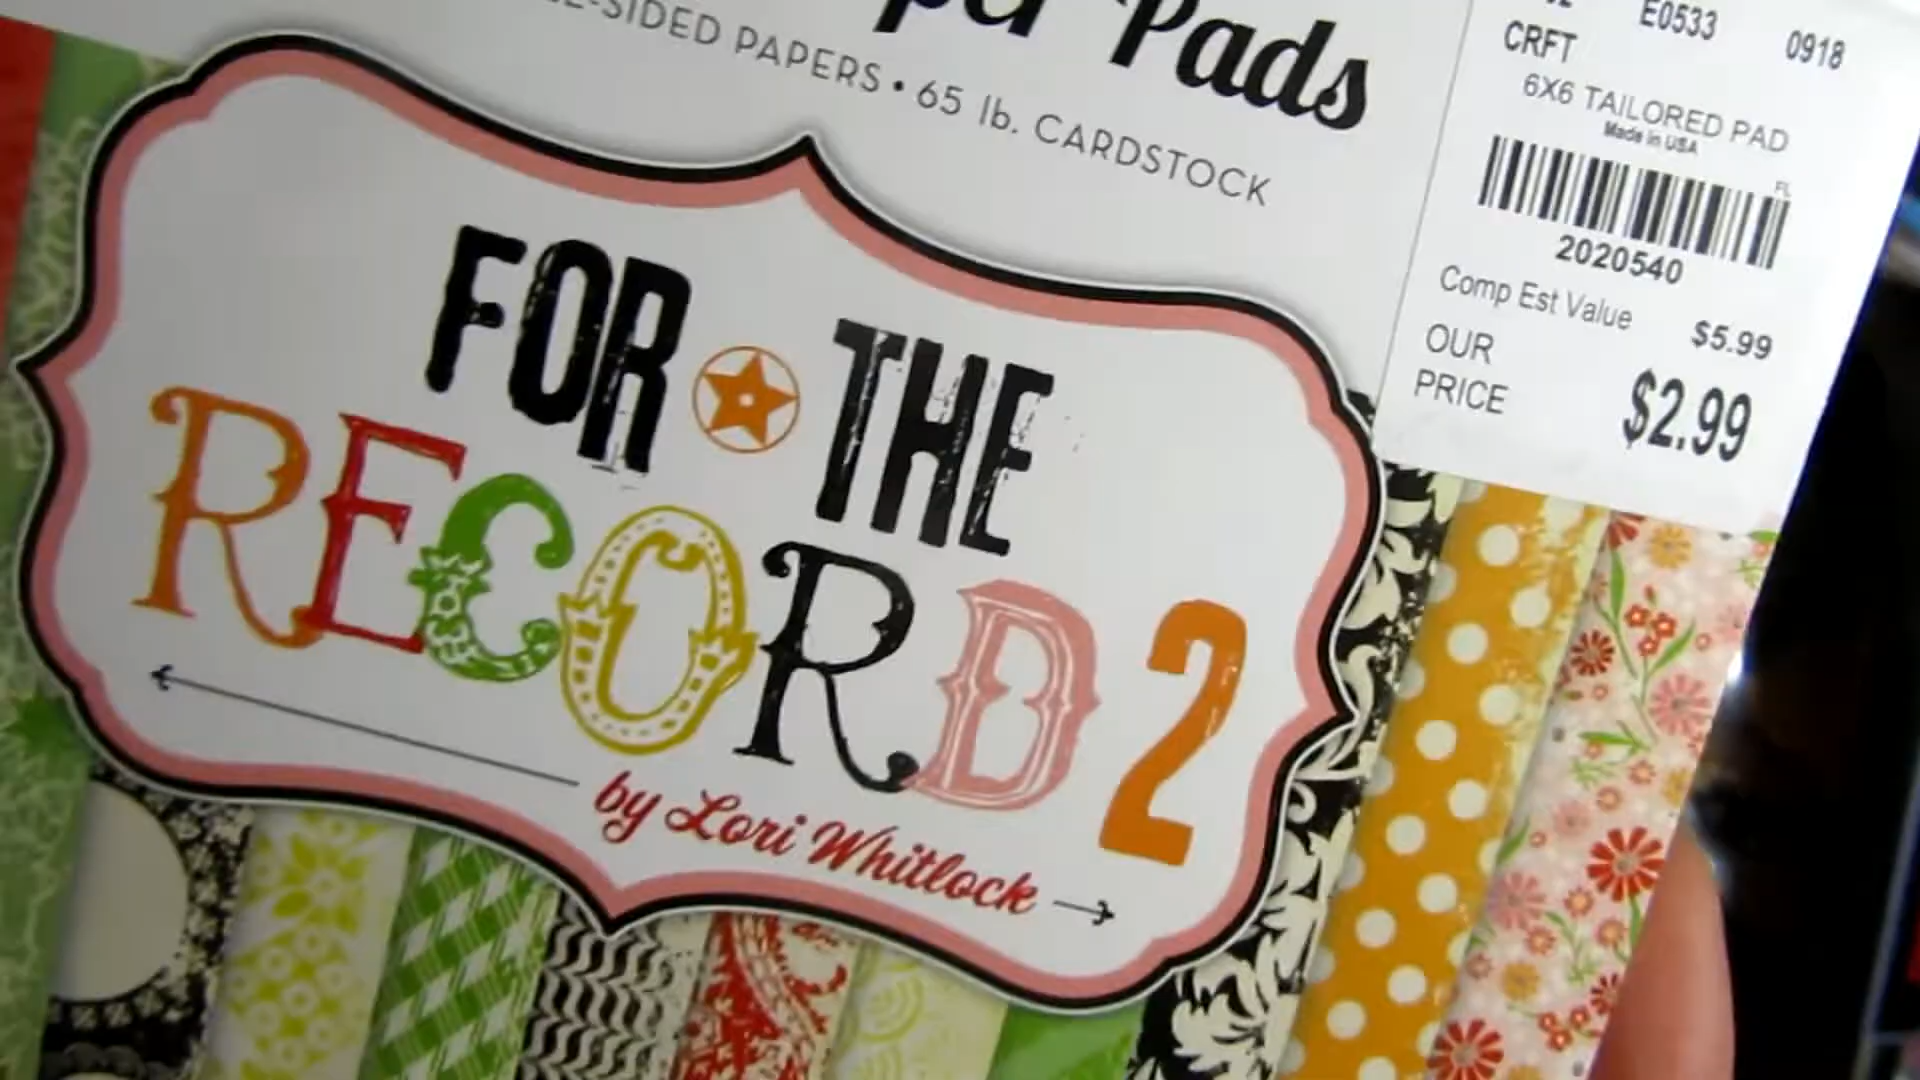 Pads
-SIDED PAPERS • 65 lb. CARDSTOCK
FOR THE
RECORD 2
by Lori Whitlock
E0533 0918
CRFT
6X6 TAILORED PAD
Made in USA
FL
2020540
Comp Est Value $5.99
OUR
PRICE $2.99